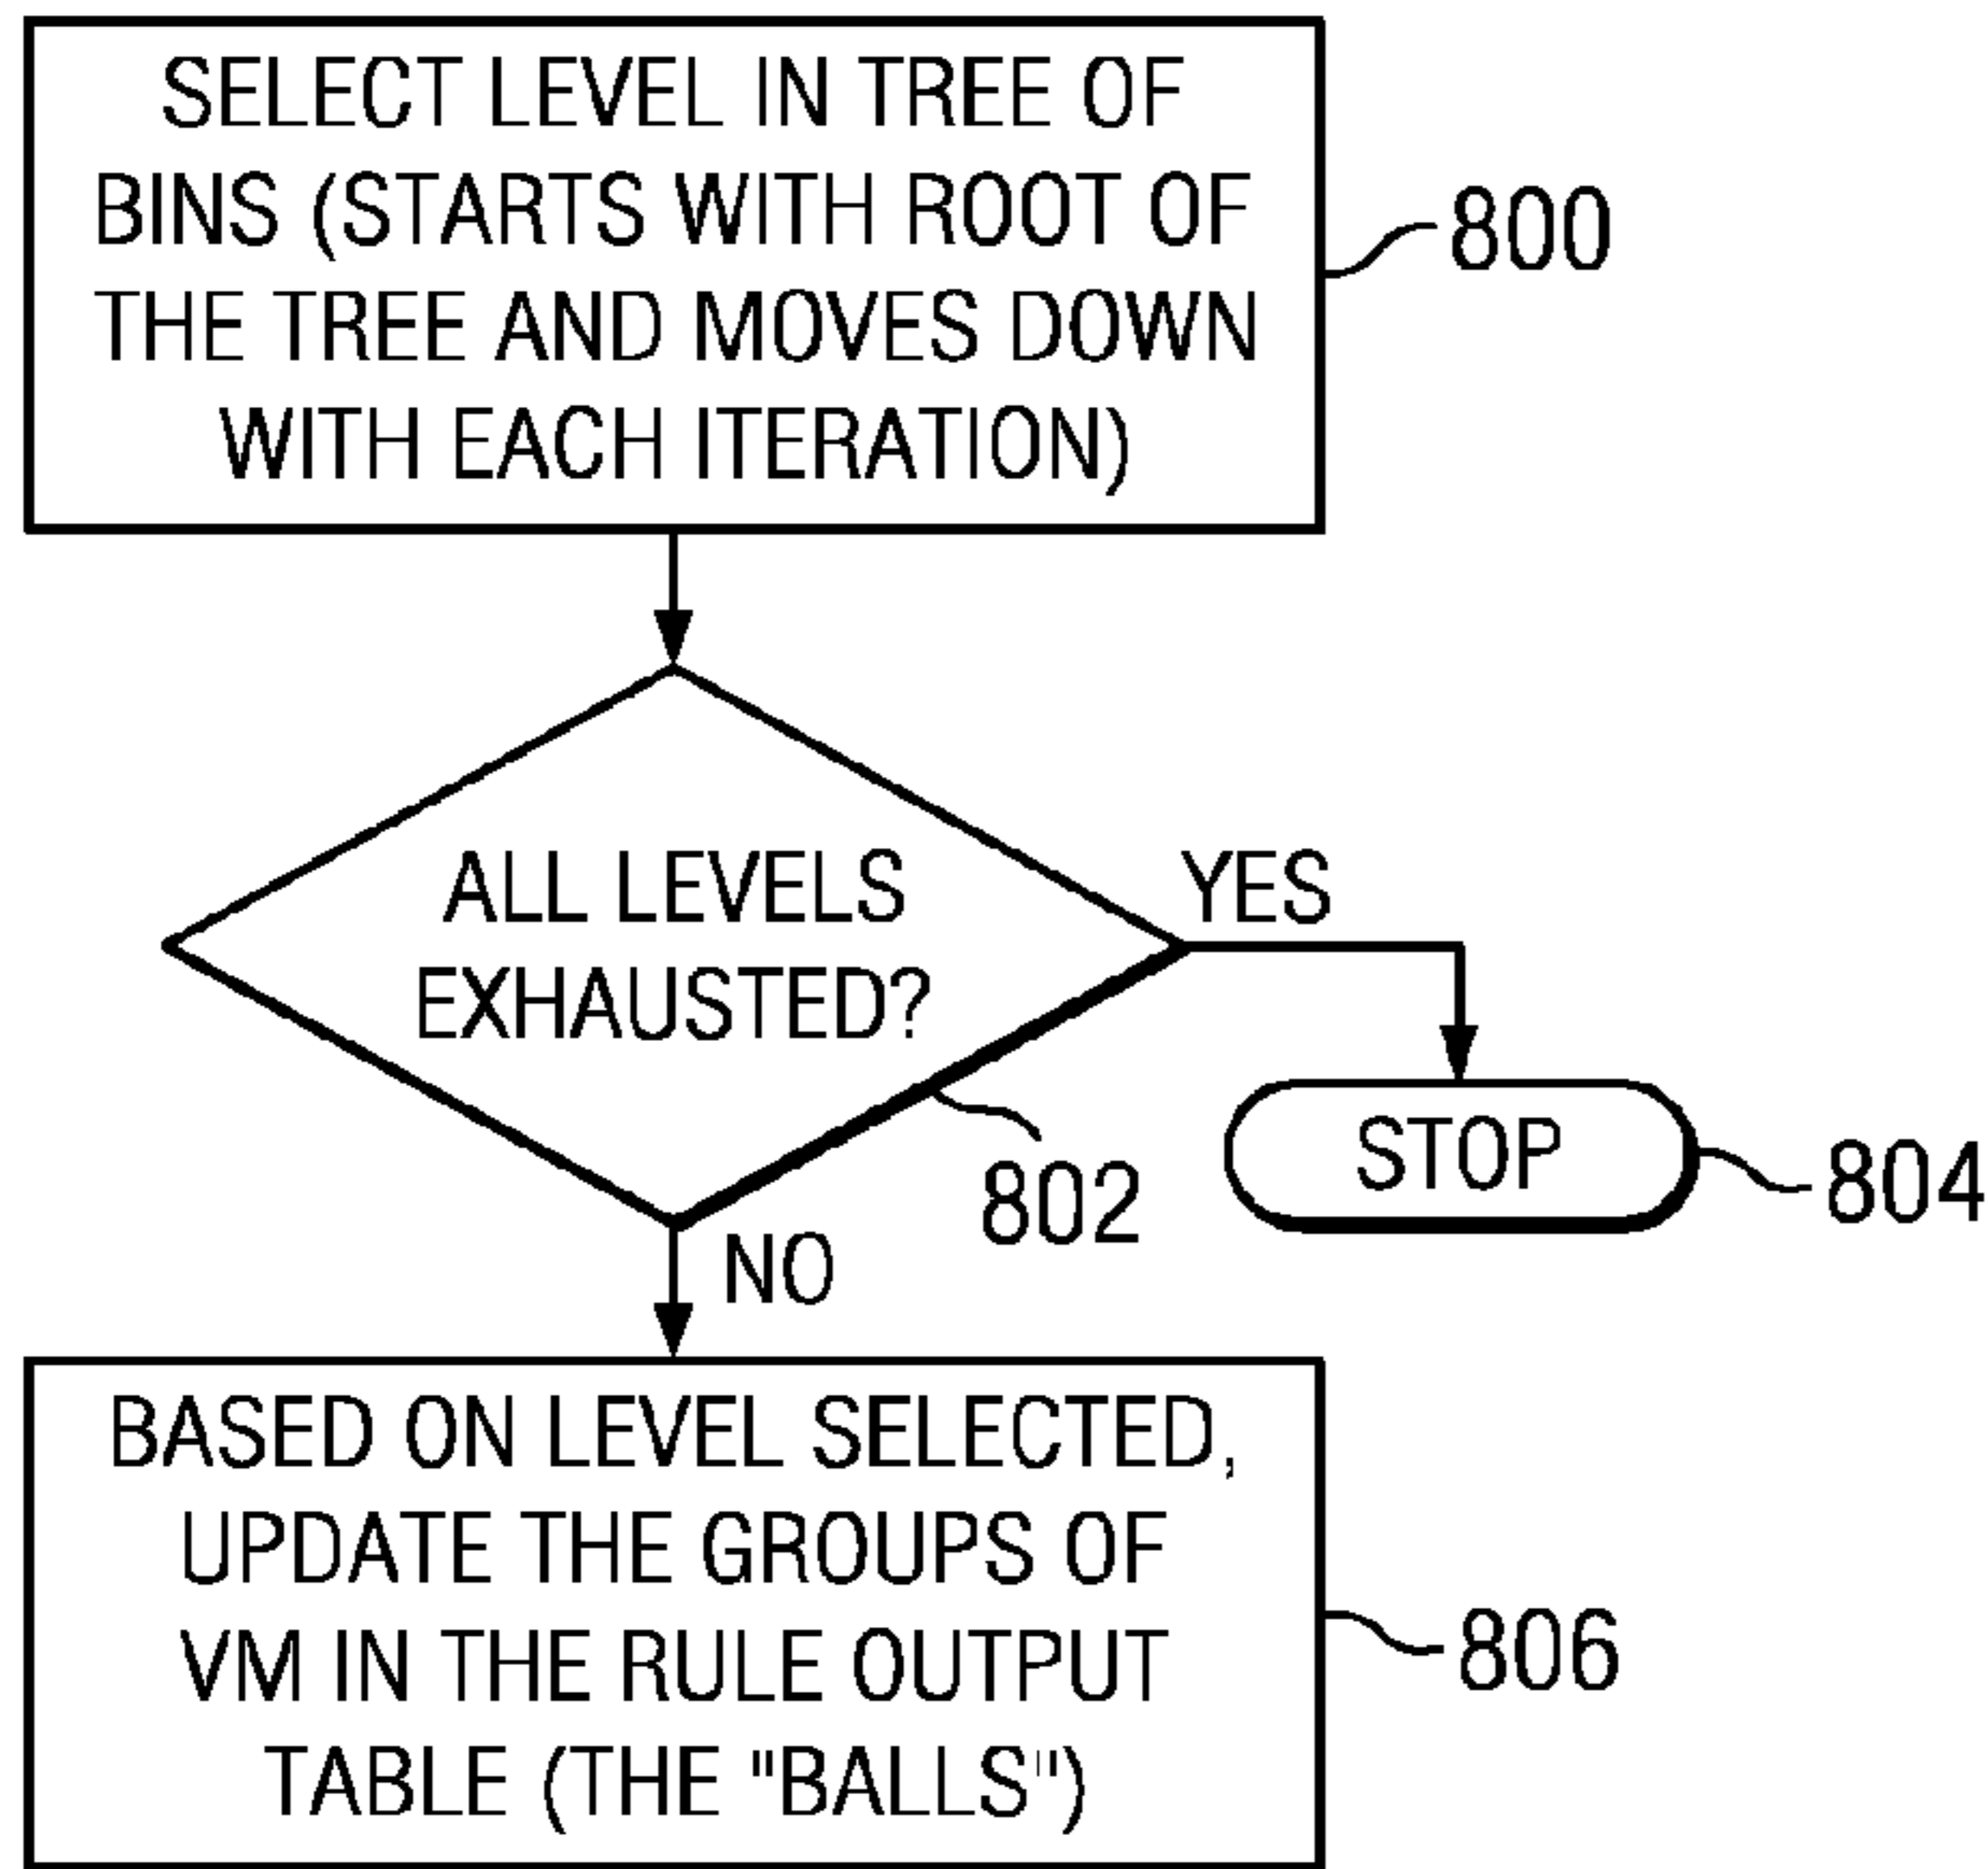 SELECT LEVEL IN TREE OF
BINS (STARTS WITH ROOT OF
THE TREE AND MOVES DOWN
WITH EACH ITERATION)
800
ALL LEVELS
EXHAUSTED?
YES
802
STOP
804
NO
BASED ON LEVEL SELECTED,
UPDATE THE GROUPS OF
VM IN THE RULE OUTPUT
TABLE (THE "BALLS")
806